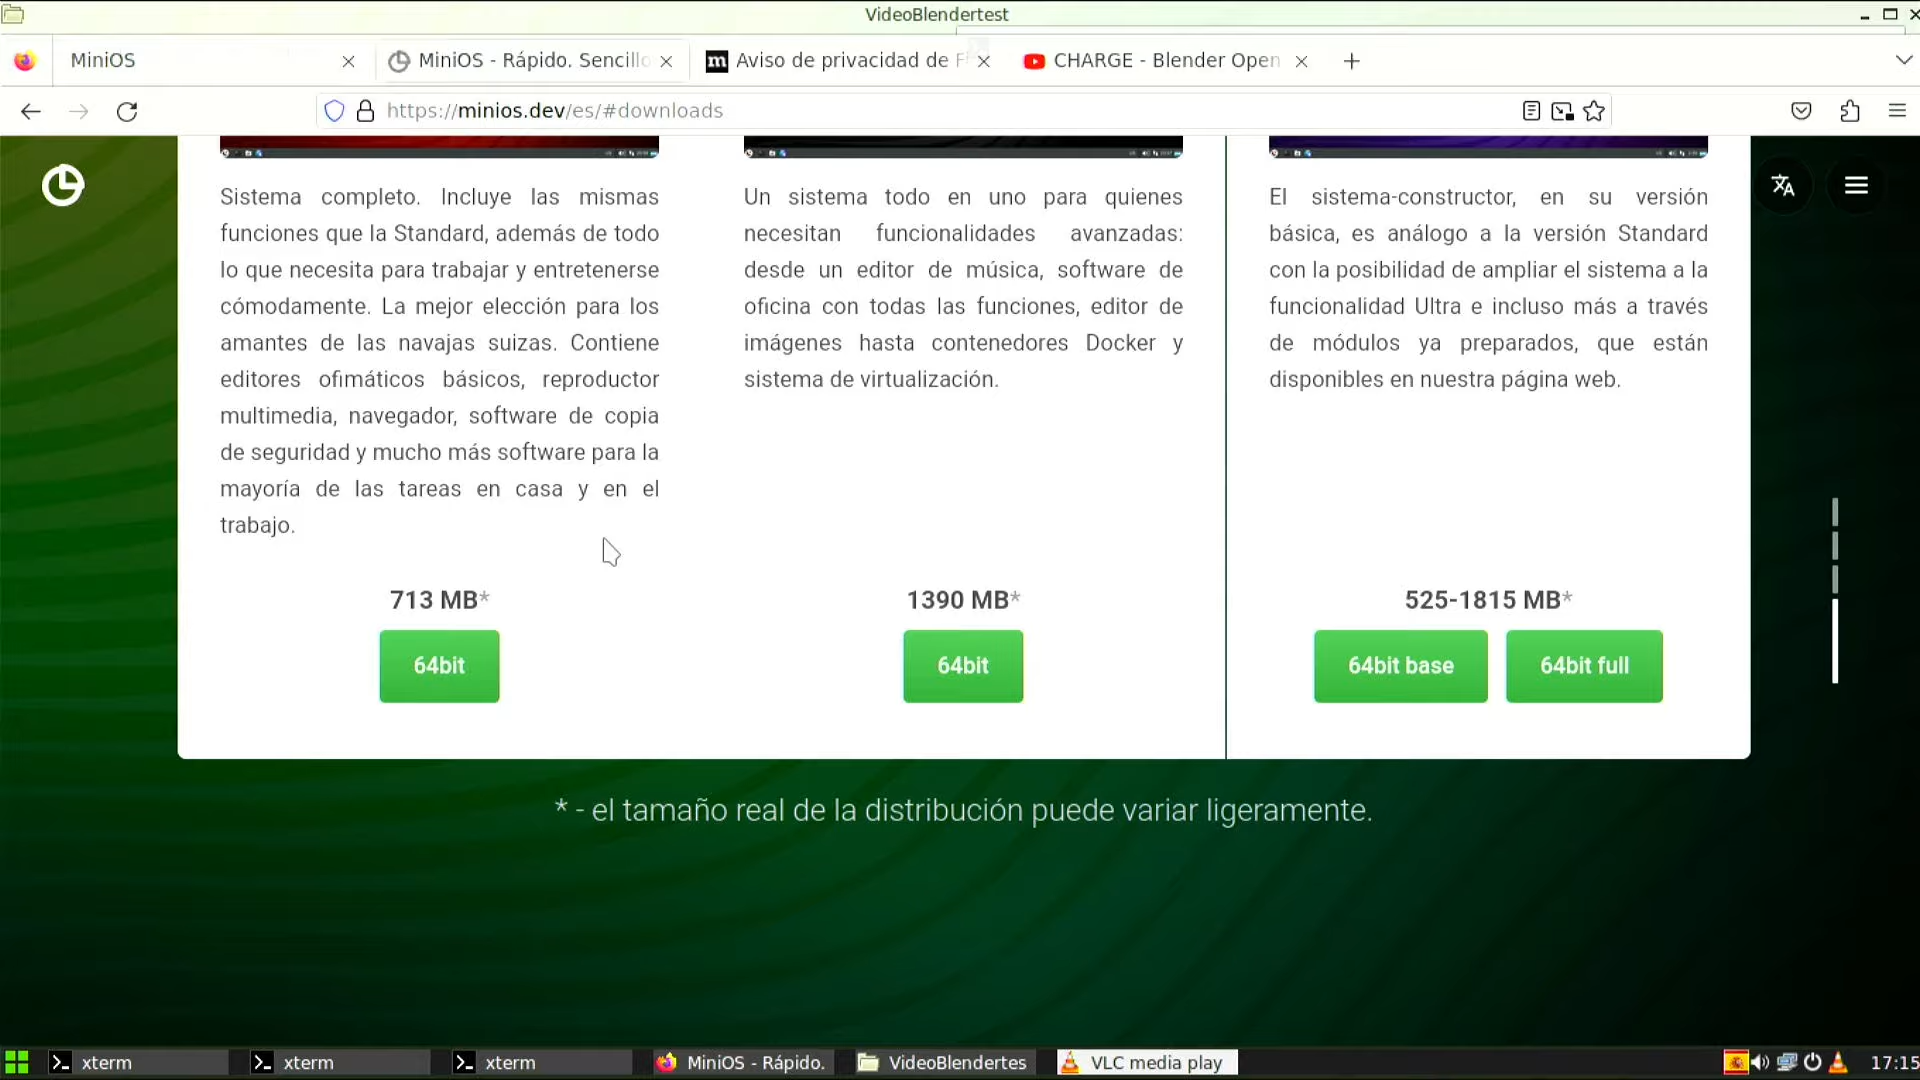 VideoBlendertest
MiniOS
MiniOS - Rápido. Sencillo
Aviso de privacidad de F
CHARGE - Blender Open
https://minios.dev/es/#downloads
Sistema completo. Incluye las mismas
funciones que la Standard, además de todo
lo que necesita para trabajar y entretenerse
cómodamente. La mejor elección para los
amantes de las navajas suizas. Contiene
editores ofimáticos básicos, reproductor
multimedia, navegador, software de copia
de seguridad y mucho más software para la
mayoría de las tareas en casa y en el
trabajo.
713 MB*
64bit
Un sistema todo en uno para quienes
necesitan funcionalidades avanzadas:
desde un editor de música, software de
oficina con todas las funciones, editor de
imágenes hasta contenedores Docker y
sistema de virtualización.
1390 MB*
64bit
El sistema-constructor, en su versión
básica, es análogo a la versión Standard
con la posibilidad de ampliar el sistema a la
funcionalidad Ultra e incluso más a través
de módulos ya preparados, que están
disponibles en nuestra página web.
525-1815 MB*
64bit base
64bit full
* - el tamaño real de la distribución puede variar ligeramente.
xterm
xterm
xterm
MiniOS - Rápido.
VideoBlendertes
VLC media play
17:15